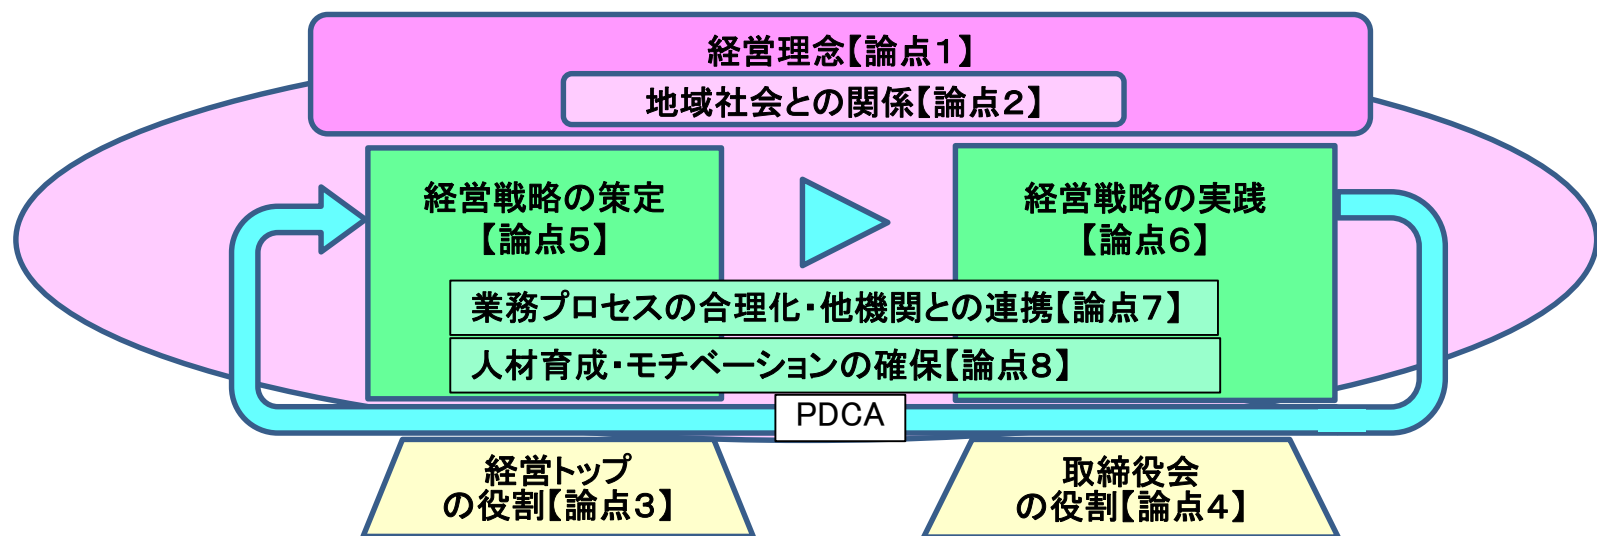 経営理念【論点１】
地域社会との関係【論点２】
経営戦略の策定
【論点５】
経営戦略の実践
【論点６】
業務プロセスの合理化・他機関との連携【論点７】
人材育成・モチベーションの確保【論点８】
PDCA
経営トップ
の役割【論点３】
取締役会
の役割【論点４】